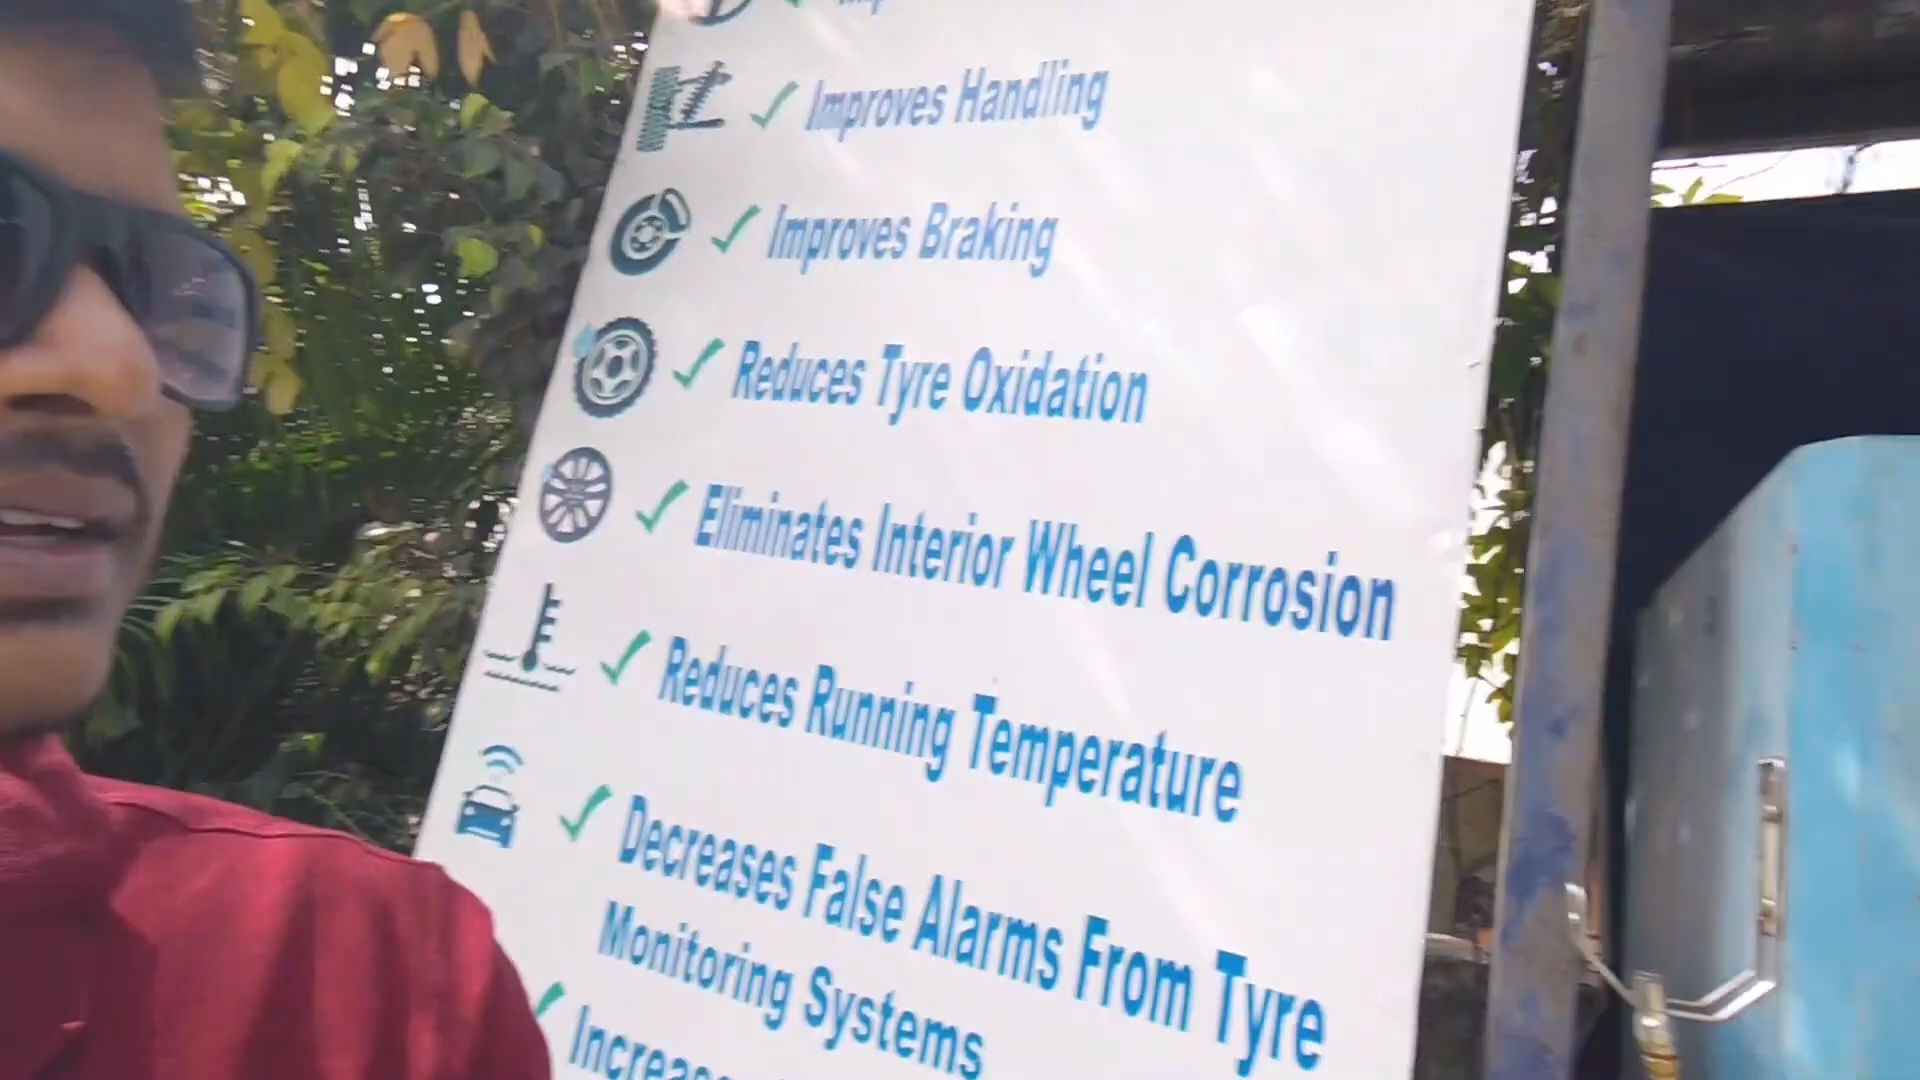 Improves Handling
Improves Braking
Reduces Tyre Oxidation
Eliminates Interior Wheel Corrosion
Reduces Running Temperature
Decreases False Alarms From Tyre
Monitoring Systems